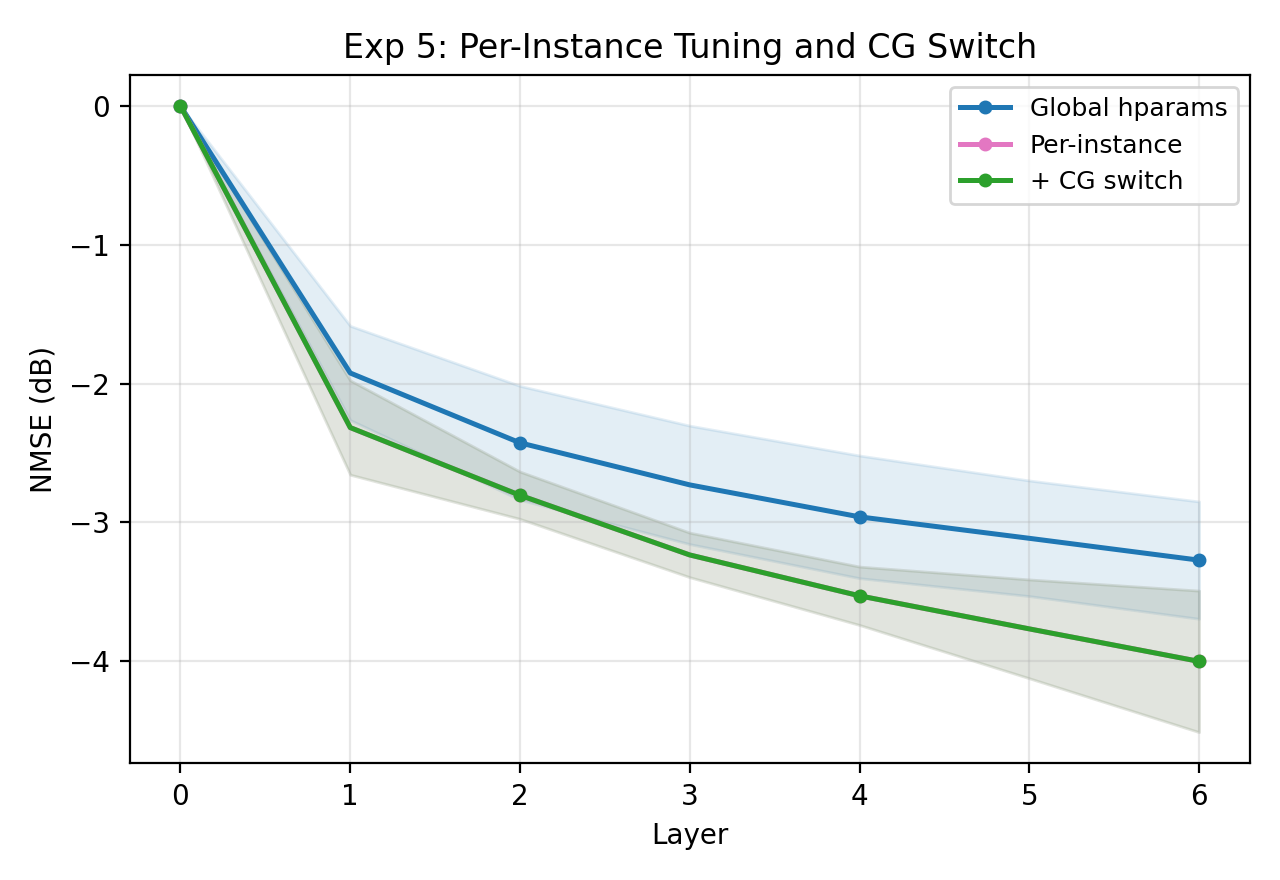 Exp 5: Per-Instance Tuning and CG Switch
Global hparams
Per-instance
+ CG switch
NMSE (dB)
0
−1
−2
−3
−4
0 1 2 3 4 5 6
Layer